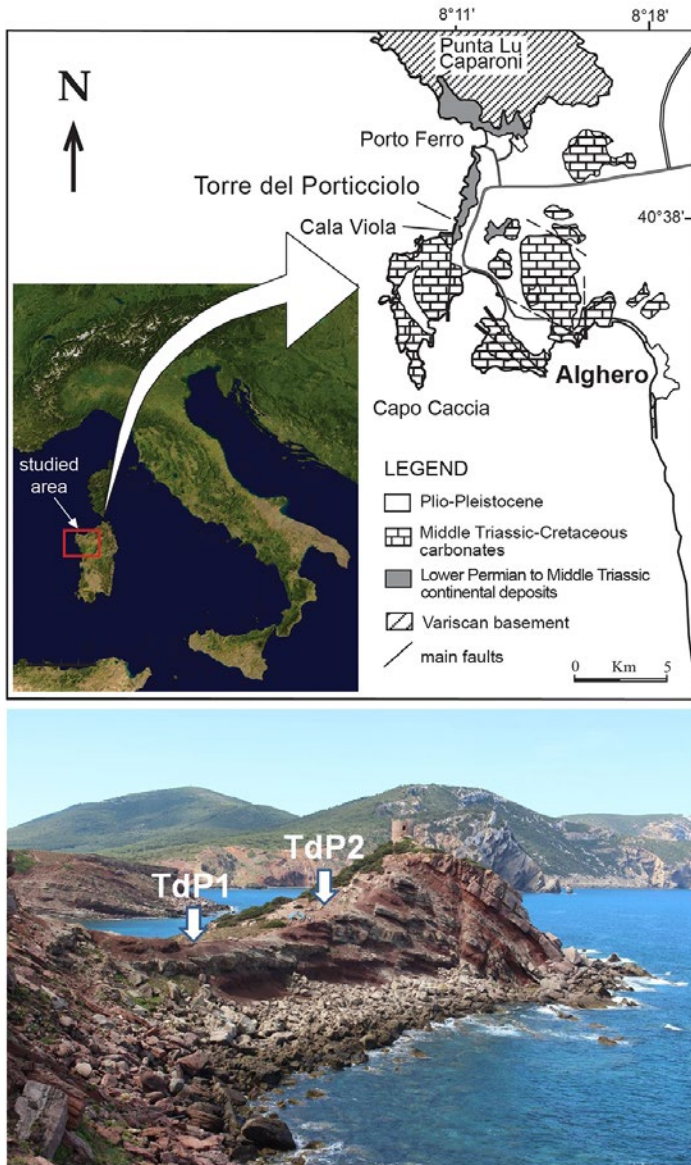 8°11'
8°18'
Punta Lu
Caparoni
N
Porto Ferro
Torre del Porticciolo
Cala Viola
40°38'
Alghero
Capo Caccia
studied
area
LEGEND
Plio-Pleistocene
Middle Triassic-Cretaceous
carbonates
Lower Permian to Middle Triassic
continental deposits
Variscan basement
main faults
0 Km 5
TdP1
TdP2